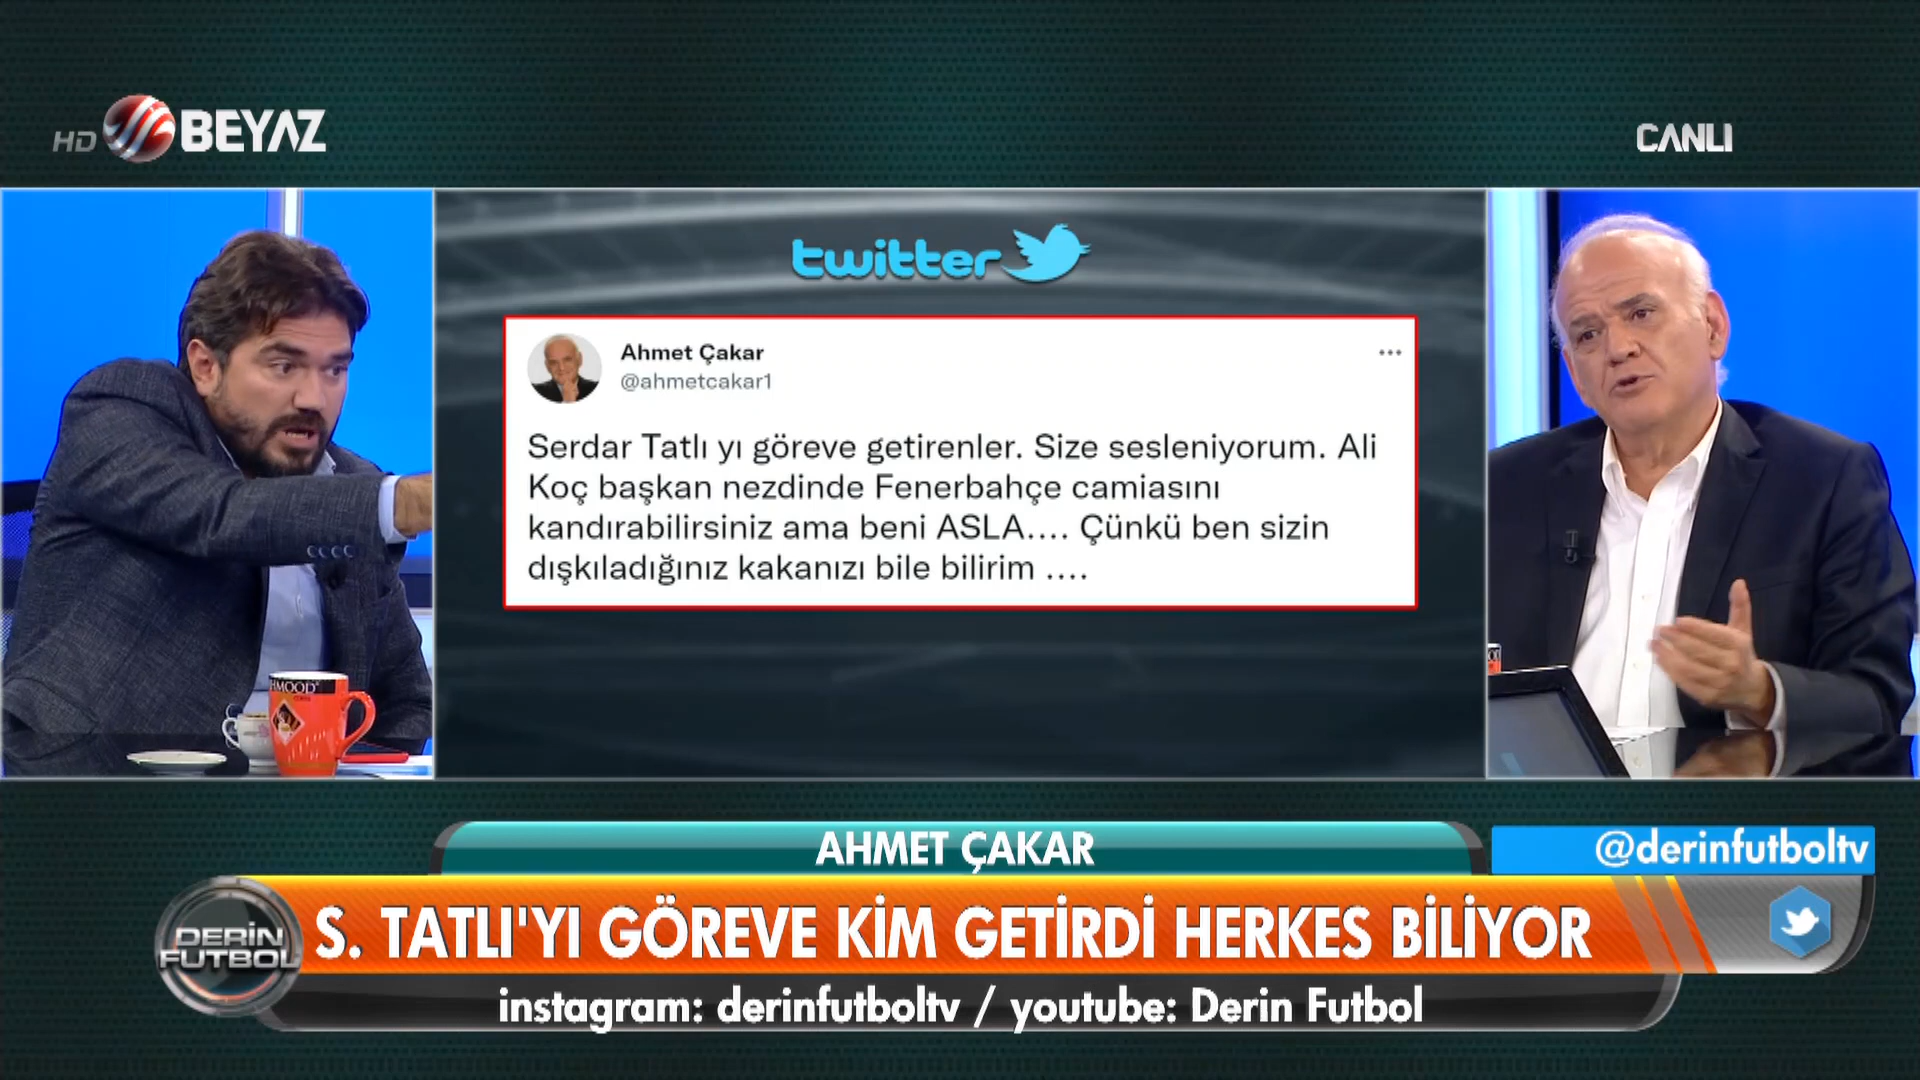 HD BEYAZ
CANLI
twitter
Ahmet Çakar
@ahmetcakar1
Serdar Tatlı yı göreve getirenler. Size sesleniyorum. Ali
Koç başkan nezdinde Fenerbahçe camiasını
kandırabilirsiniz ama beni ASLA.... Çünkü ben sizin
dışkıladığınız kakanızı bile bilirim ....
HMOOD
AHMET ÇAKAR
@derinfutboltv
DERİN
FUTBOL
S. TATLI'YI GÖREVE KİM GETİRDİ HERKES BİLİYOR
instagram: derinfutboltv / youtube: Derin Futbol